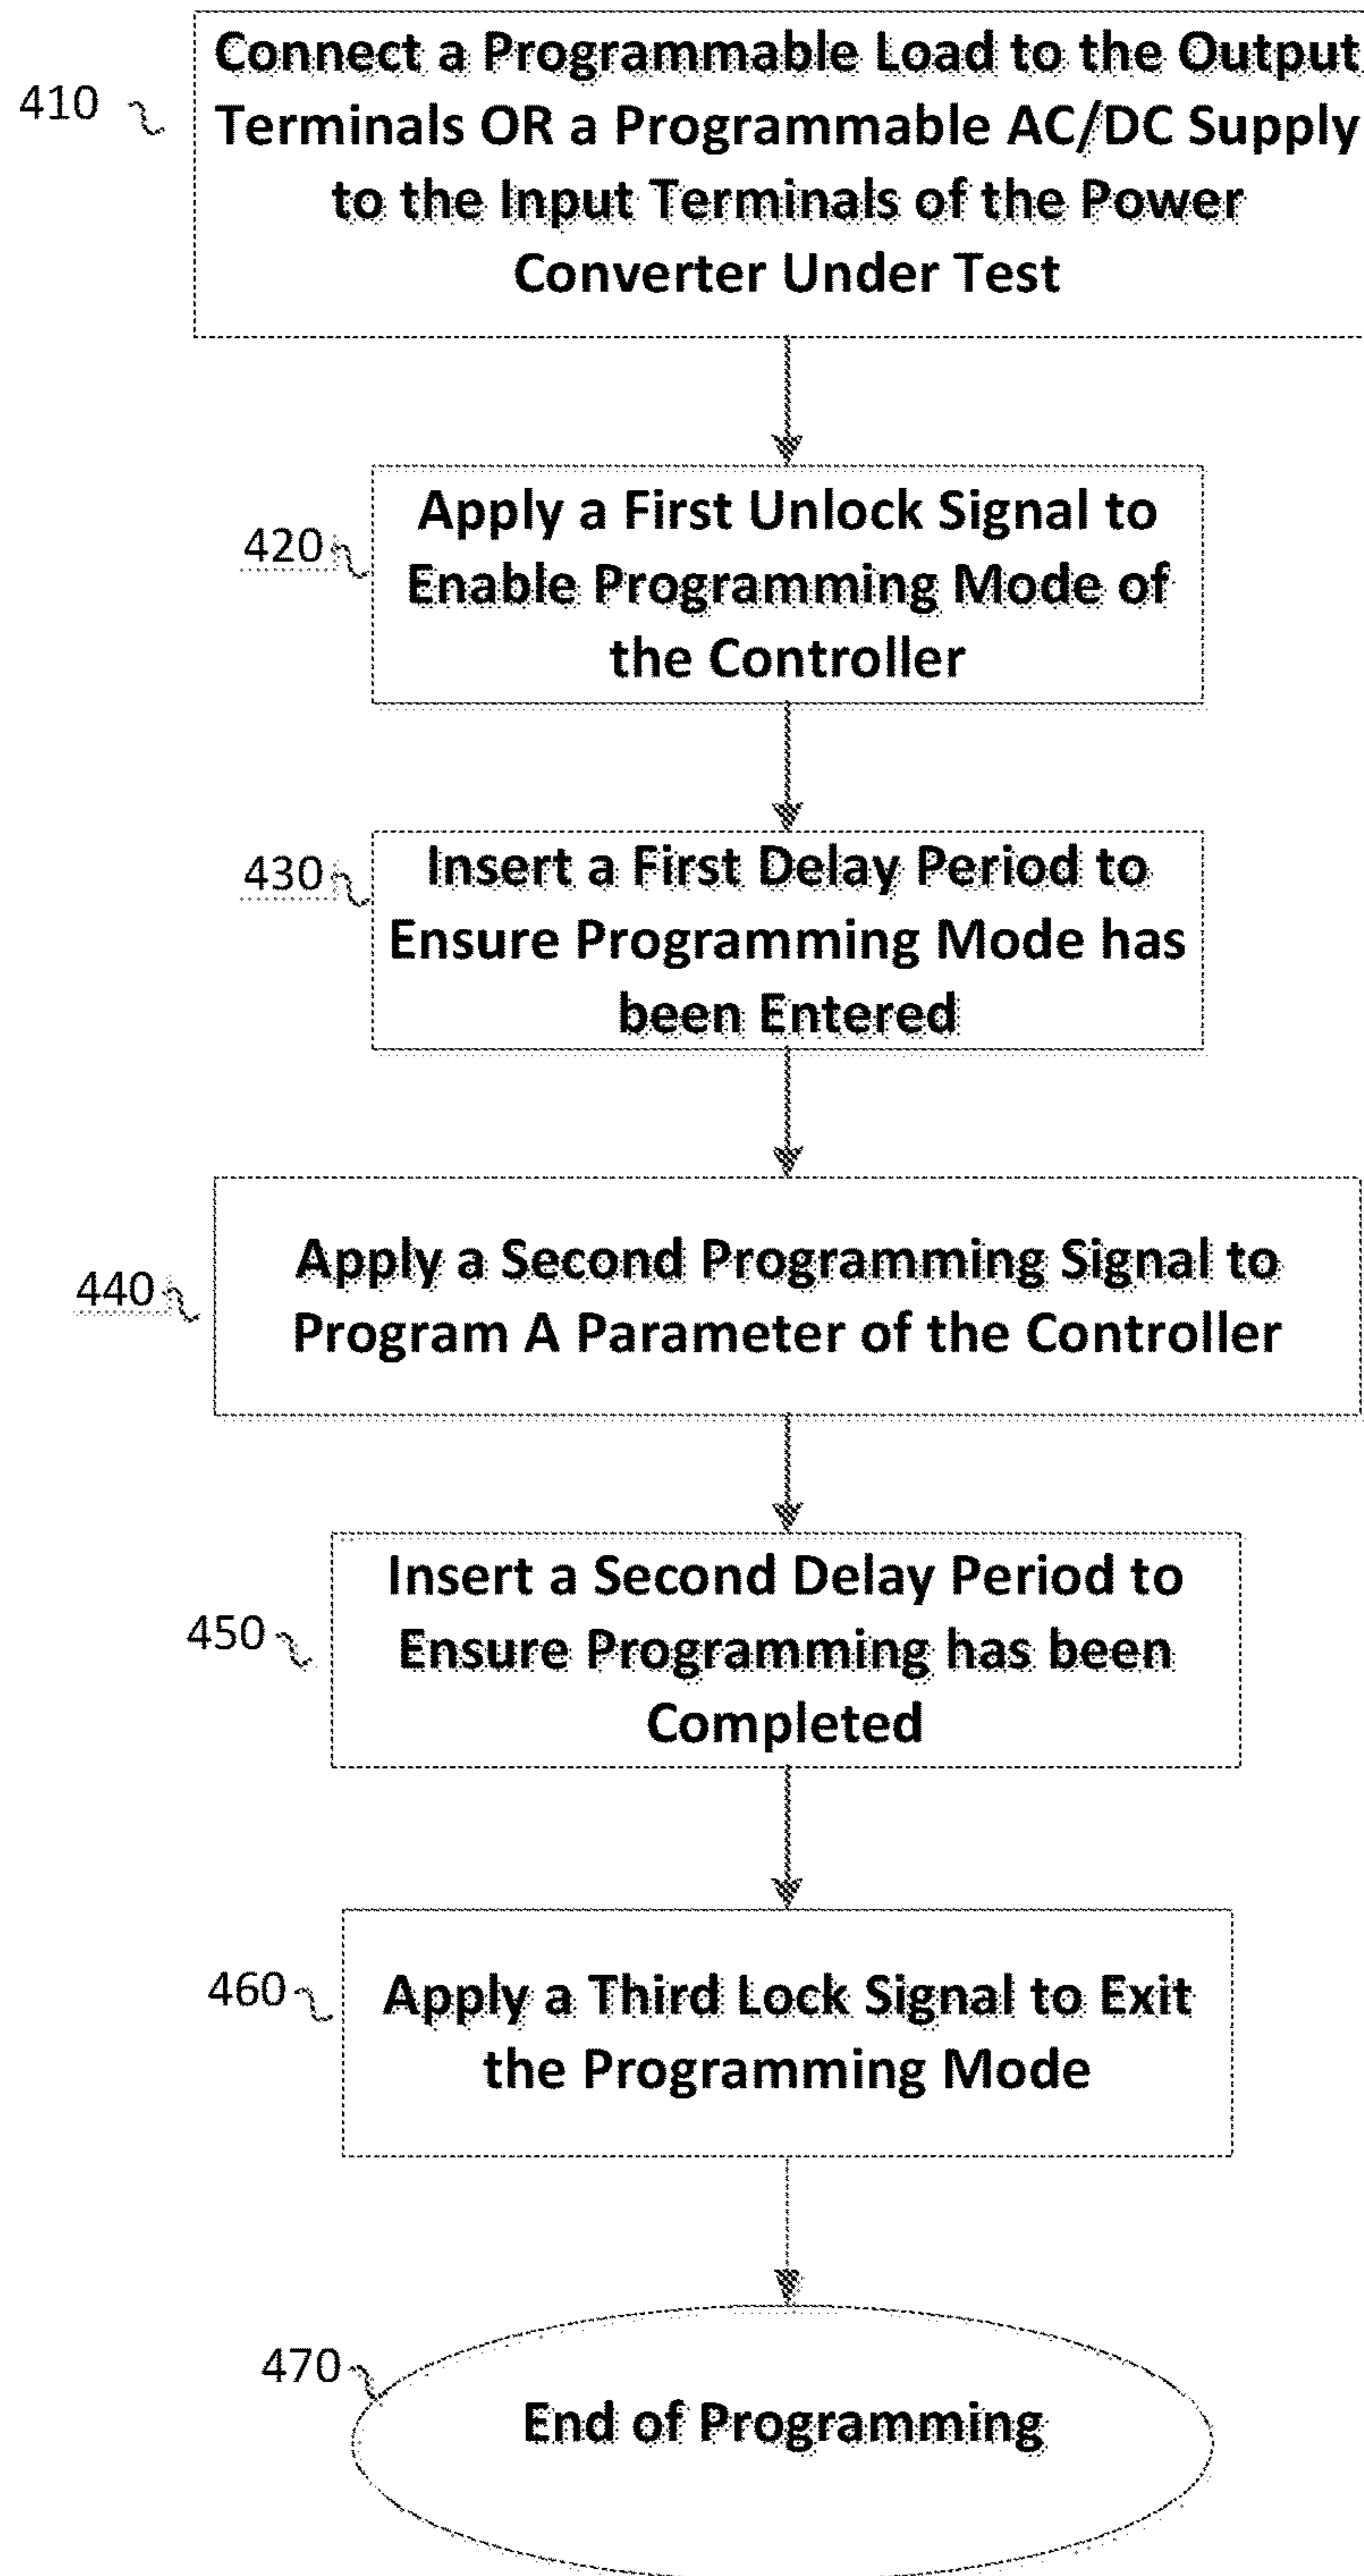 Connect a Programmable Load to the Output
410
Terminals OR a Programmable AC/DC Supply
to the Input Terminals of the Power
Converter Under Test
Apply a First Unlock Signal to
420
Enable Programming Mode of
the Controller
430
Insert a First Delay Period to
Ensure Programming Mode has
been Entered
Apply a Second Programming Signal to
440
Program A Parameter of the Controller
Insert a Second Delay Period to
450
Ensure Programming has been
Completed
460
Apply a Third Lock Signal to Exit
the Programming Mode
470
End of Programming